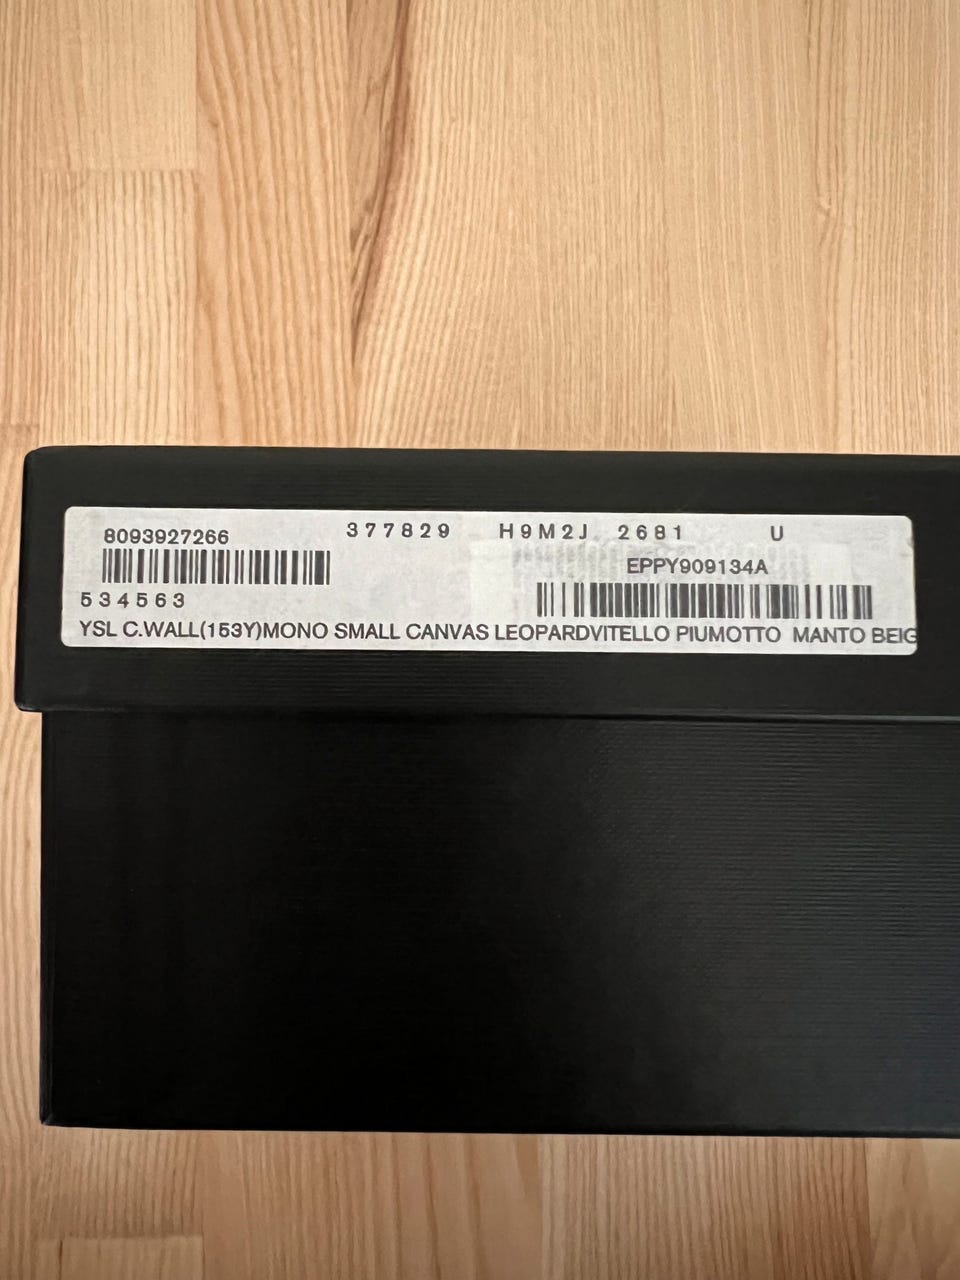 8093927266 377829 H9M2J 2681 U
EPPY909134A
534563
YSL C.WALL(153Y)MONO SMALL CANVAS LEOPARDVITELLO PIUMOTTO MANTO BEIG